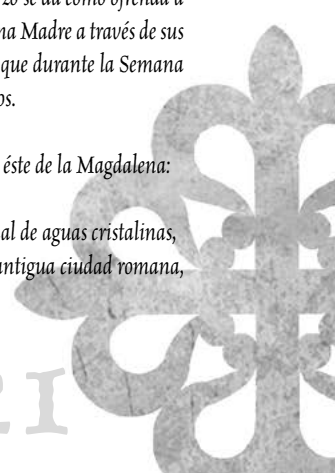 se da como ofrenda a
na Madre a través de sus
que durante la Semana
os.
éste de la Magdalena:
al de aguas cristalinas,
antigua ciudad romana,
21